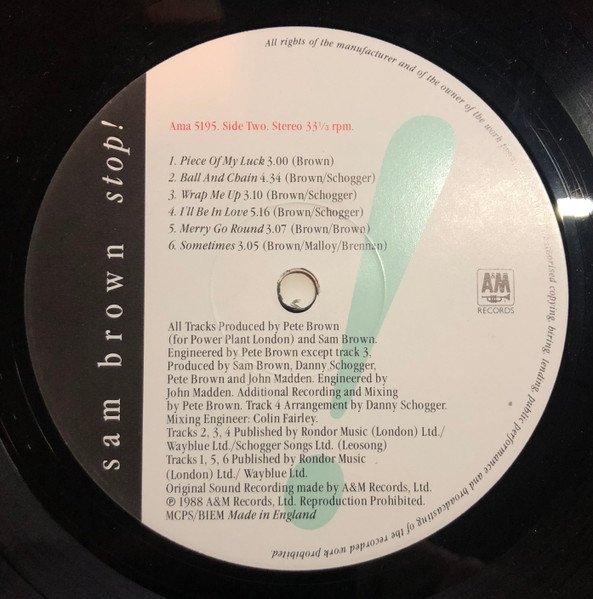 sam brown stop!
All rights of the manufacturer and of the owner of the work
copying, hiring, lending, public performance and broadcasting of the recorded work prohibited
Ama 5195. Side Two. Stereo 33⅓ rpm.
1. Piece Of My Luck 3.00 (Brown)
2. Ball And Chain 4.34 (Brown/Schogger)
3. Wrap Me Up 3.10 (Brown/Schogger)
4. I'll Be In Love 5.16 (Brown/Schogger)
5. Merry Go Round 3.07 (Brown/Brown)
6. Sometimes 3.05 (Brown/Malloy/Brennan)
A&M
RECORDS
All Tracks Produced by Pete Brown
(for Power Plant London) and Sam Brown.
Engineered by Pete Brown except track 3.
Produced by Sam Brown, Danny Schogger,
Pete Brown and John Madden. Engineered by
John Madden. Additional Recording and Mixing
by Pete Brown. Track 4 Arrangement by Danny Schogger.
Mixing Engineer: Colin Fairley.
Tracks 2, 3, 4 Published by Rondor Music (London) Ltd./
Wayblue Ltd./Schogger Songs Ltd. (Leosong)
Tracks 1, 5, 6 Published by Rondor Music
(London) Ltd./ Wayblue Ltd.
Original Sound Recording made by A&M Records, Ltd.
℗ 1988 A&M Records, Ltd. Reproduction Prohibited.
MCPS/BIEM Made in England